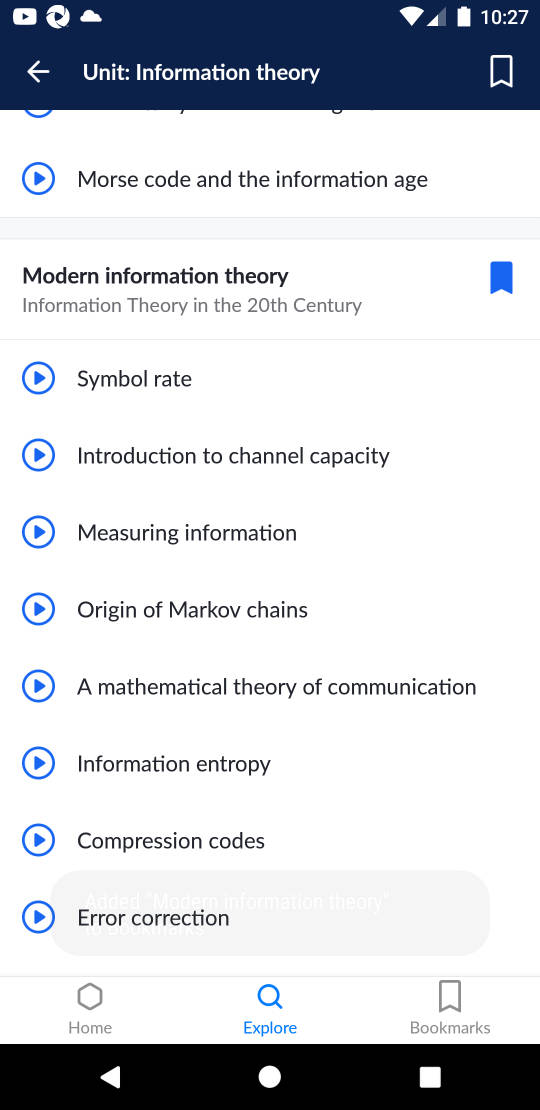 10:27
Unit: Information theory
Morse code and the information age
Modern information theory
Information Theory in the 20th Century
Symbol rate
Introduction to channel capacity
Measuring information
Origin of Markov chains
A mathematical theory of communication
Information entropy
Compression codes
Added "Modern information theory"
Error correction
to Bookmarks
Home
Explore
Bookmarks